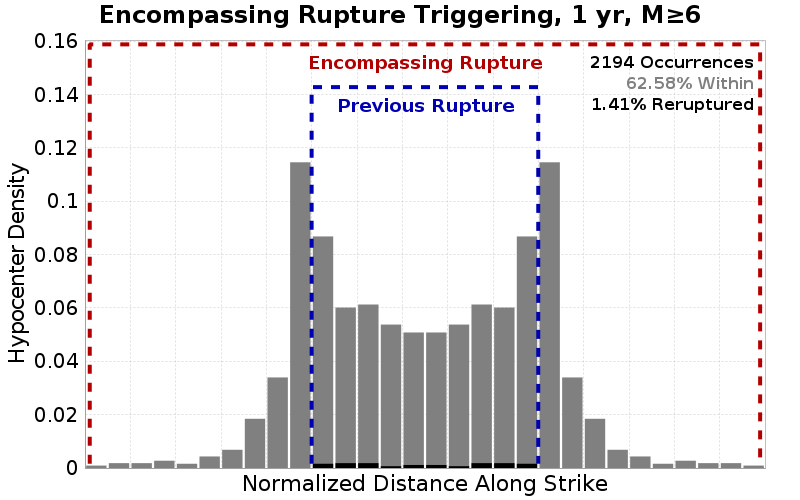 Encompassing Rupture Triggering, 1 yr, M≥6
0.16
Encompassing Rupture
2194 Occurrences
62.58% Within
0.14
Previous Rupture
1.41% Reruptured
0.12
0.1
0.08
0.06
0.04
0.02
0
Hypocenter Density
Normalized Distance Along Strike